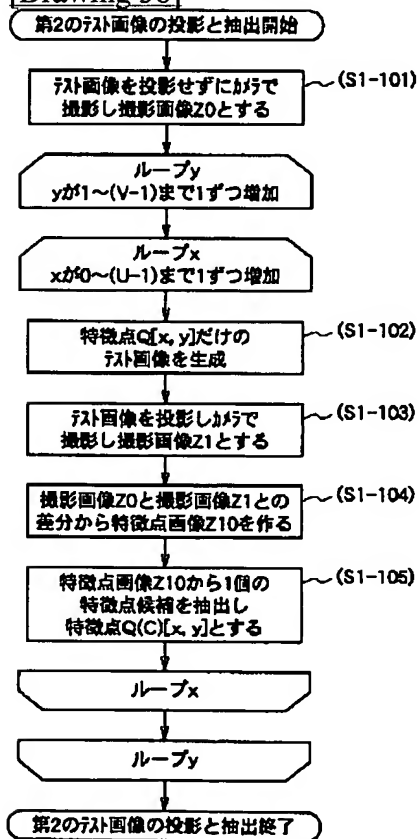 第2のテスト画像の投影と抽出開始
テスト画像を投影せずにカメラで
撮影し撮影画像Z0とする
(S1-101)
ループy
yが1~(V-1)まで1ずつ増加
ループx
xが0~(U-1)まで1ずつ増加
特徴点Q[x, y]だけの
テスト画像を生成
(S1-102)
テスト画像を投影しカメラで
撮影し撮影画像Z1とする
(S1-103)
撮影画像Z0と撮影画像Z1との
差分から特徴点画像Z10を作る
(S1-104)
特徴点画像Z10から1個の
特徴点候補を抽出し
特徴点Q(C)[x, y]とする
(S1-105)
ループx
ループy
第2のテスト画像の投影と抽出終了